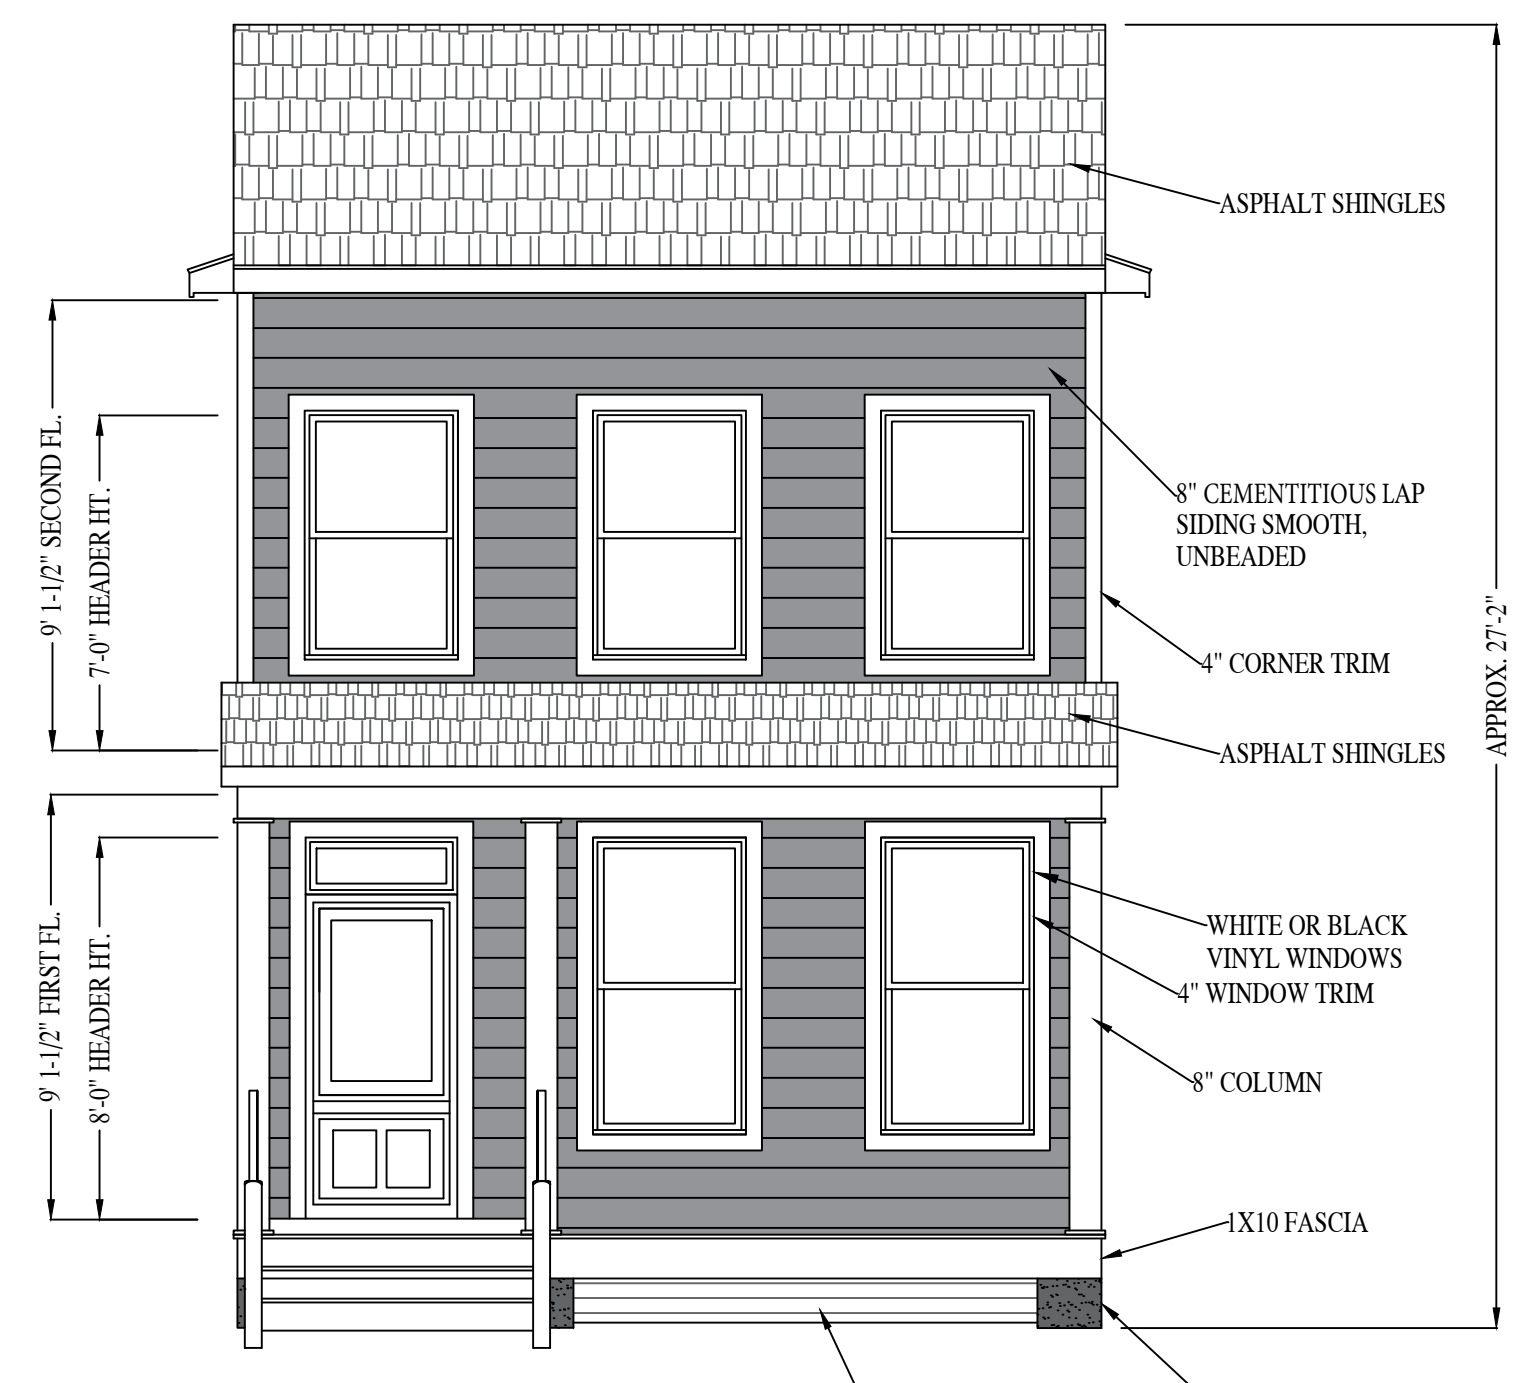 ASPHALT SHINGLES
9' 1-1/2" SECOND FL.
7'-0" HEADER HT.
8" CEMENTITIOUS LAP
SIDING SMOOTH,
UNBEADED
4" CORNER TRIM
APPROX. 27'-2"
ASPHALT SHINGLES
9' 1-1/2" FIRST FL.
8'-0" HEADER HT.
WHITE OR BLACK
VINYL WINDOWS
4" WINDOW TRIM
8" COLUMN
1X10 FASCIA